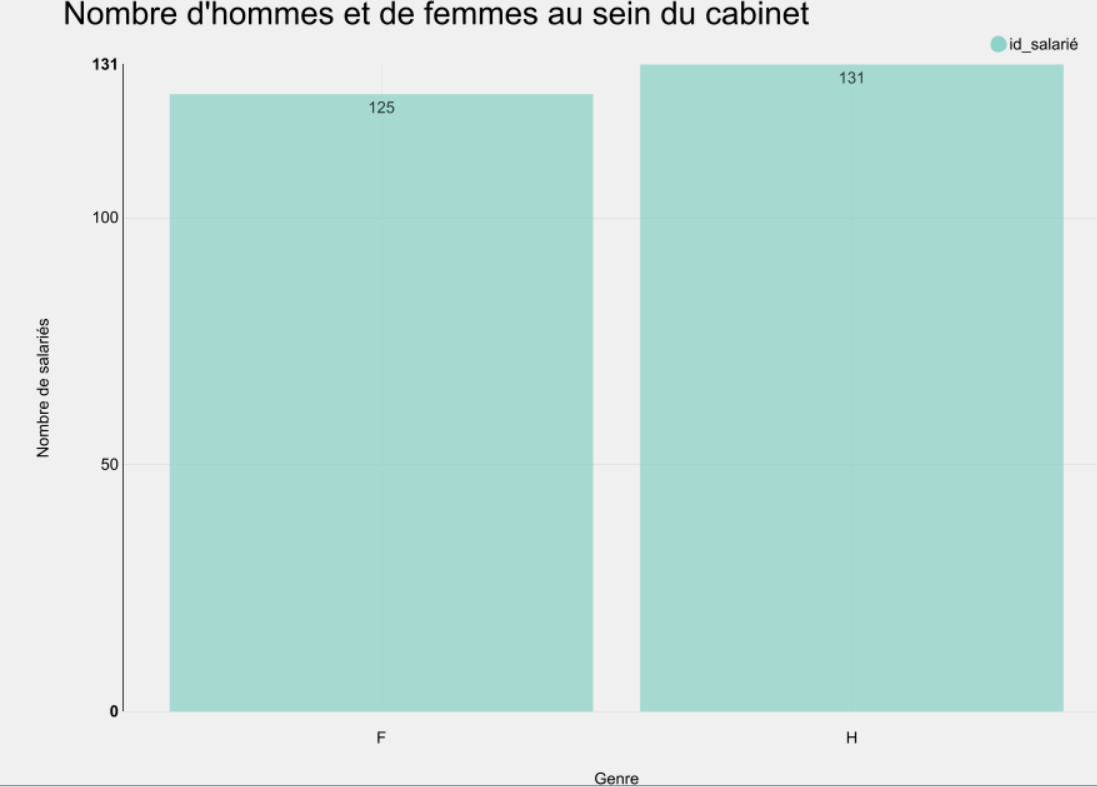 Nombre d'hommes et de femmes au sein du cabinet
id_salarié
131
131
125
100
Nombre de salariés
50
0
F
H
Genre